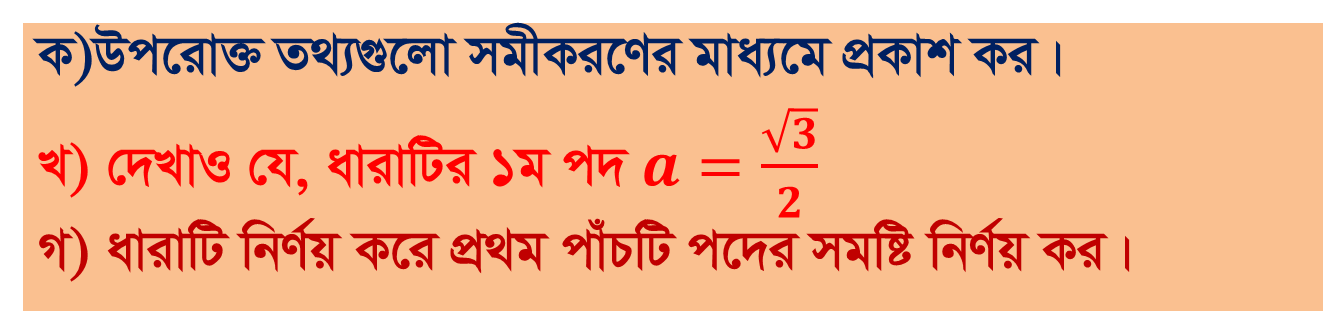 ক)উপরোক্ত তথ্যগুলো সমীকরণের মাধ্যমে প্রকাশ কর।
খ) দেখাও যে, ধারাটির ১ম পদ a = √3/2
গ) ধারাটি নির্ণয় করে প্রথম পাঁচটি পদের সমষ্টি নির্ণয় কর।